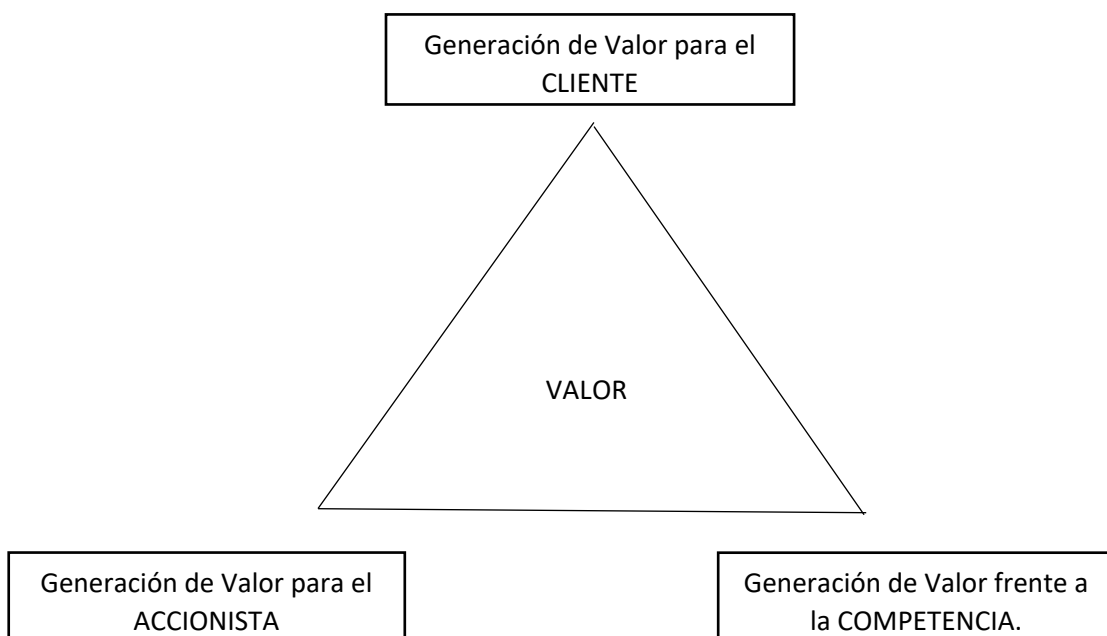 Generación de Valor para el
CLIENTE
VALOR
Generación de Valor para el
ACCIONISTA
Generación de Valor frente a
la COMPETENCIA.